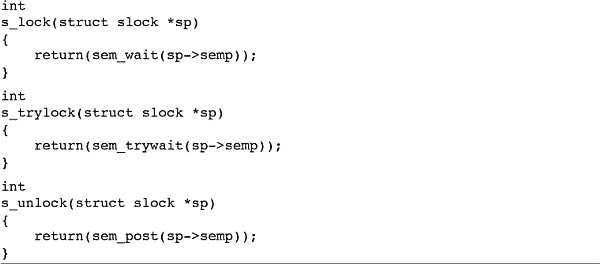 int
s_lock(struct slock *sp)
{
    return(sem_wait(sp->semp));
}
int
s_trylock(struct slock *sp)
{
    return(sem_trywait(sp->semp));
}
int
s_unlock(struct slock *sp)
{
    return(sem_post(sp->semp));
}